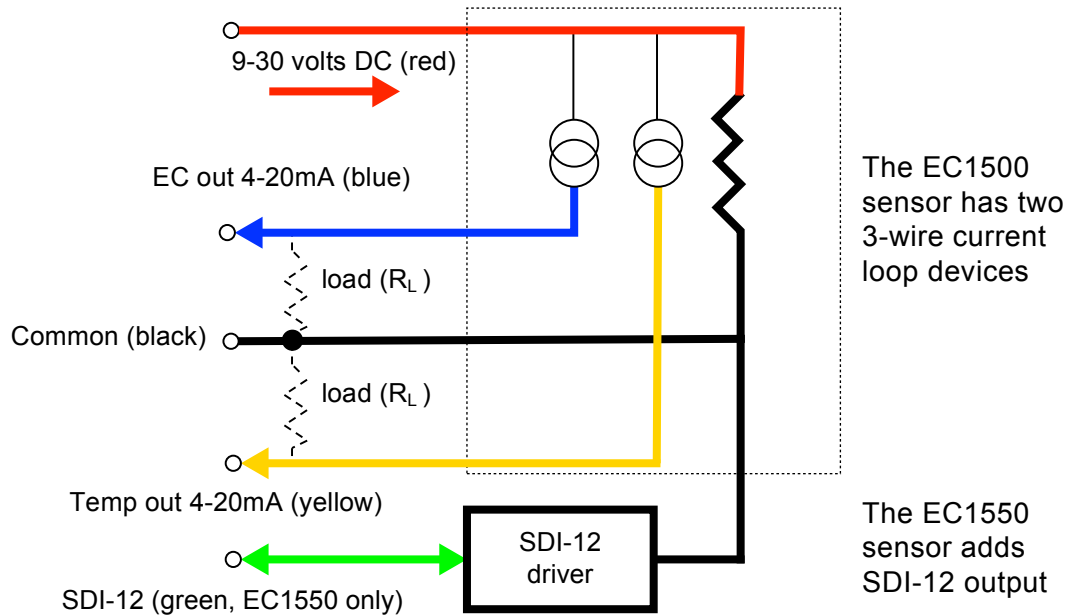 9-30 volts DC (red)
EC out 4-20mA (blue)
load (RL )
Common (black)
load (RL )
Temp out 4-20mA (yellow)
SDI-12 (green, EC1550 only)
SDI-12
driver
The EC1500
sensor has two
3-wire current
loop devices
The EC1550
sensor adds
SDI-12 output